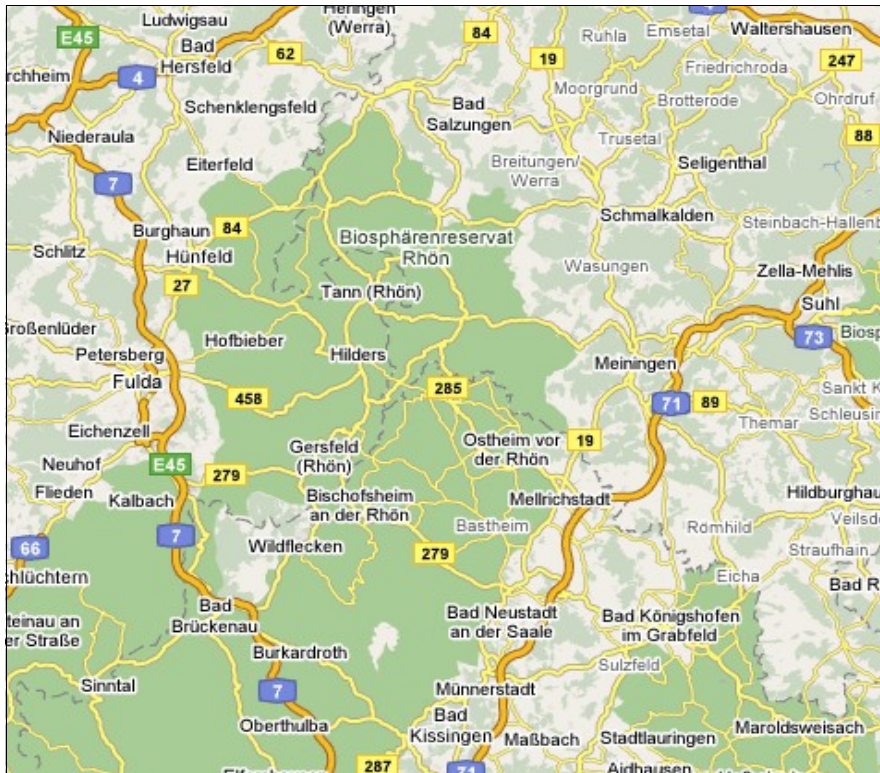 Ludwigsau
Heringen
(Werra)
4
Waltershausen
E45
Bad
Hersfeld
62
84
19
Ruhla
Emsetal
247
rchheim
4
Friedrichroda
Schenklengsfeld
Bad
Salzungen
Moorgrund
Brotterode
Ohrdruf
Niederaula
Trusetal
88
Eiterfeld
Breitungen/
Werra
Seligenthal
7
84
Burghaun
Schmalkalden
Steinbach-Hallenb
Biosphärenreservat
Rhön
Schlitz
Hünfeld
Wasungen
Zella-Mehlis
27
Tann (Rhön)
Suhl
Großenlüder
Hofbieber
73
Biosp
Petersberg
Hilders
Meiningen
Fulda
458
285
71
89
Sankt K
Schleusin
Themar
Eichenzell
Gersfeld
(Rhön)
Ostheim vor
der Rhön
19
Neuhof
E45
279
Flieden
Kalbach
Bischofsheim
an der Rhön
Mellrichstadt
Hildburghau
Veilsdo
66
7
Wildflecken
Bastheim
279
Römhild
Straufhain
chlüchtern
Eicha
Bad R
teinau an
er Straße
Bad
Brückenau
Bad Neustadt
an der Saale
Bad Königshofen
im Grabfeld
Burkardroth
Sulzfeld
Sinntal
7
Münnerstadt
Oberthulba
Bad
Kissingen
Maßbach
Stadtlauringen
Maroldsweisach
287
71
Aidhausen